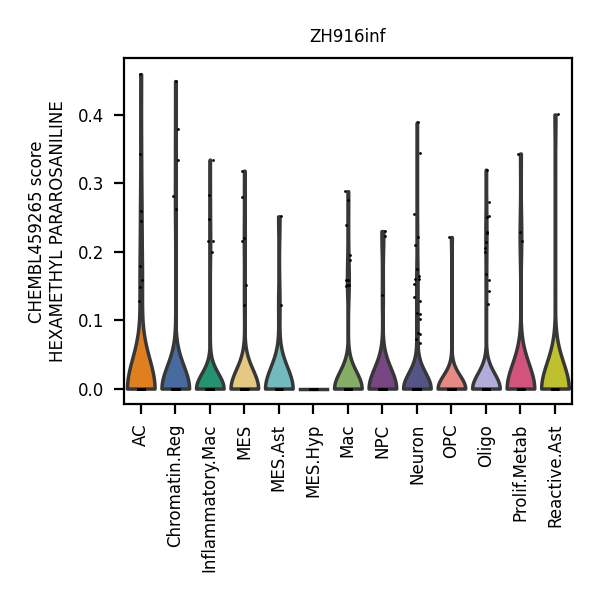 ZH916inf
CHEMBL459265 score
HEXAMETHYL PARAROSANILINE
0.4
0.3
0.2
0.1
0.0
AC
Chromatin.Reg
Inflammatory.Mac
MES
MES.Ast
MES.Hyp
Mac
NPC
Neuron
OPC
Oligo
Prolif.Metab
Reactive.Ast